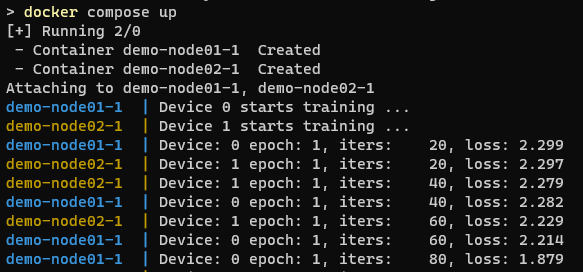 > docker compose up
[+] Running 2/0
 - Container demo-node01-1  Created
 - Container demo-node02-1  Created
Attaching to demo-node01-1, demo-node02-1
demo-node01-1  | Device 0 starts training ...
demo-node02-1  | Device 1 starts training ...
demo-node01-1  | Device: 0 epoch: 1, iters:    20, loss: 2.299
demo-node02-1  | Device: 1 epoch: 1, iters:    20, loss: 2.297
demo-node02-1  | Device: 1 epoch: 1, iters:    40, loss: 2.279
demo-node01-1  | Device: 0 epoch: 1, iters:    40, loss: 2.282
demo-node02-1  | Device: 1 epoch: 1, iters:    60, loss: 2.229
demo-node01-1  | Device: 0 epoch: 1, iters:    60, loss: 2.214
demo-node01-1  | Device: 0 epoch: 1, iters:    80, loss: 1.879